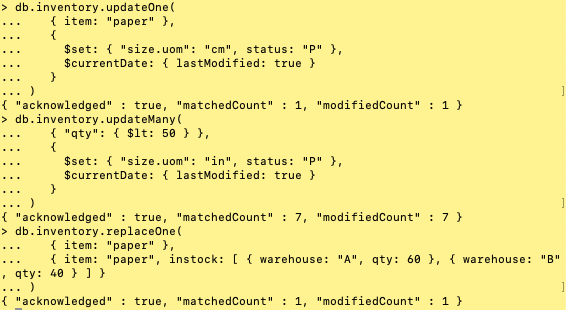 > db.inventory.updateOne(
...    { item: "paper" },
...    {
...      $set: { "size.uom": "cm", status: "P" },
...      $currentDate: { lastModified: true }
...    }
... ) ]
{ "acknowledged" : true, "matchedCount" : 1, "modifiedCount" : 1 }
> db.inventory.updateMany(
...    { "qty": { $lt: 50 } },
...    {
...      $set: { "size.uom": "in", status: "P" },
...      $currentDate: { lastModified: true }
...    }
... ) ]
{ "acknowledged" : true, "matchedCount" : 7, "modifiedCount" : 7 }
> db.inventory.replaceOne(
...    { item: "paper" },
...    { item: "paper", instock: [ { warehouse: "A", qty: 60 }, { warehouse: "B"
, qty: 40 } ] }
... ) ]
{ "acknowledged" : true, "matchedCount" : 1, "modifiedCount" : 1 }